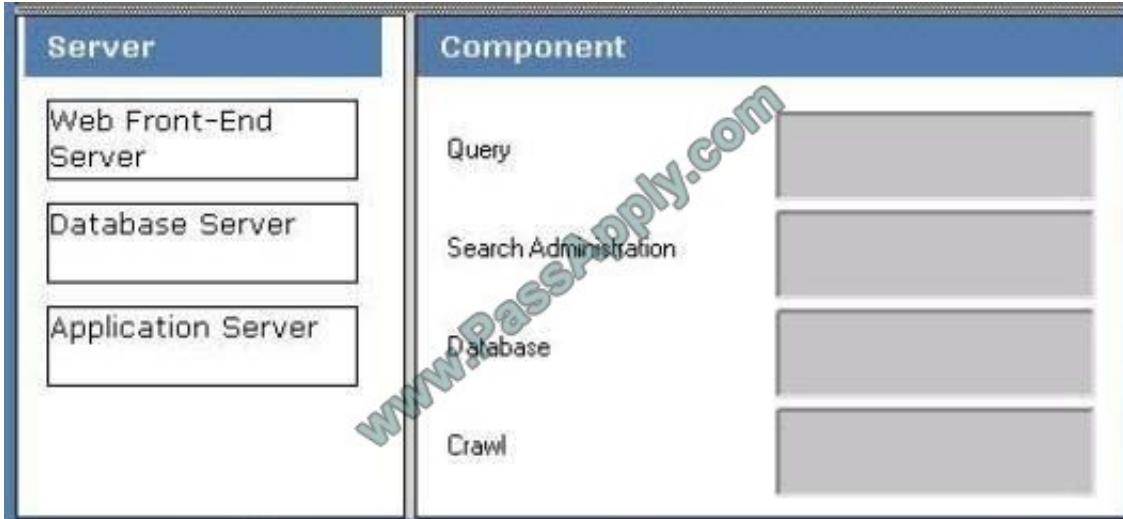 Server
Web Front-End
Server
Database Server
Application Server
Component
Query
Search Administration
Database
Crawl
www.PassApply.com